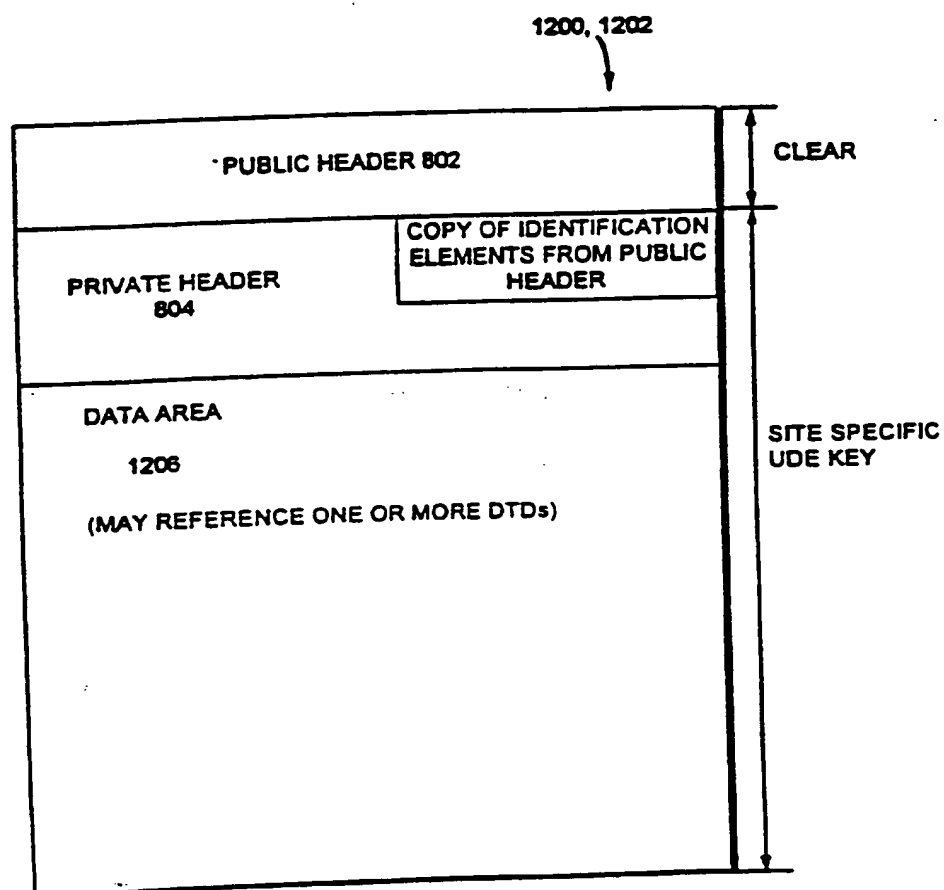 1200, 1202
PUBLIC HEADER 802
CLEAR
COPY OF IDENTIFICATION
ELEMENTS FROM PUBLIC
HEADER
PRIVATE HEADER
804
DATA AREA
1206
(MAY REFERENCE ONE OR MORE DTDs)
SITE SPECIFIC
UDE KEY